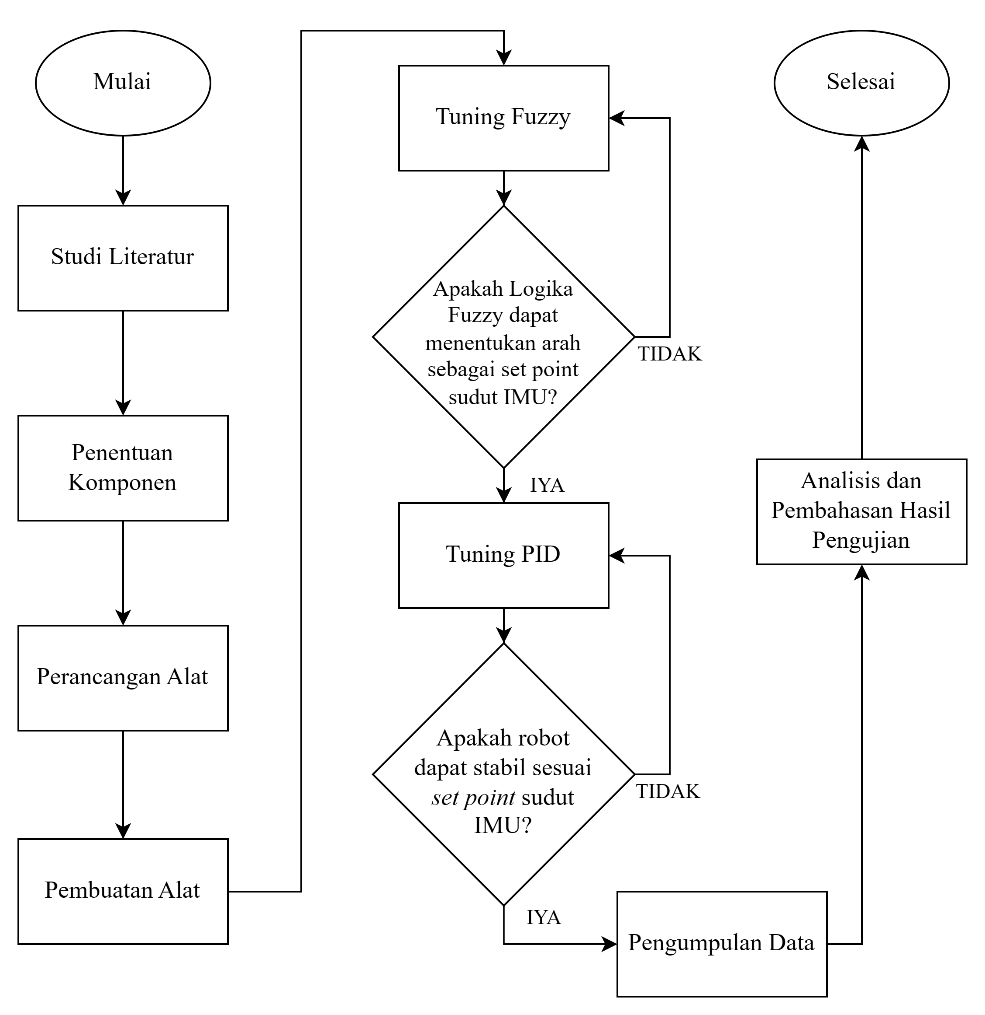 Mulai
Studi Literatur
Penentuan
Komponen
Perancangan Alat
Pembuatan Alat
Tuning Fuzzy
Apakah Logika
Fuzzy dapat
menentukan arah
sebagai set point
sudut IMU?
TIDAK
IYA
Tuning PID
Apakah robot
dapat stabil sesuai
set point sudut
IMU?
TIDAK
IYA
Pengumpulan Data
Analisis dan
Pembahasan Hasil
Pengujian
Selesai